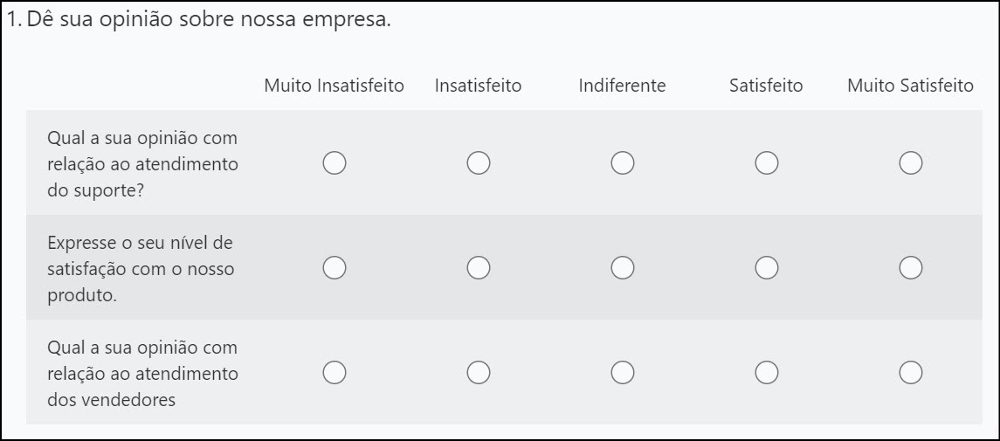 1. Dê sua opinião sobre nossa empresa.
Muito Insatisfeito Insatisfeito Indiferente Satisfeito Muito Satisfeito
Qual a sua opinião com
relação ao atendimento
do suporte?
Expresse o seu nível de
satisfação com o nosso
produto.
Qual a sua opinião com
relação ao atendimento
dos vendedores